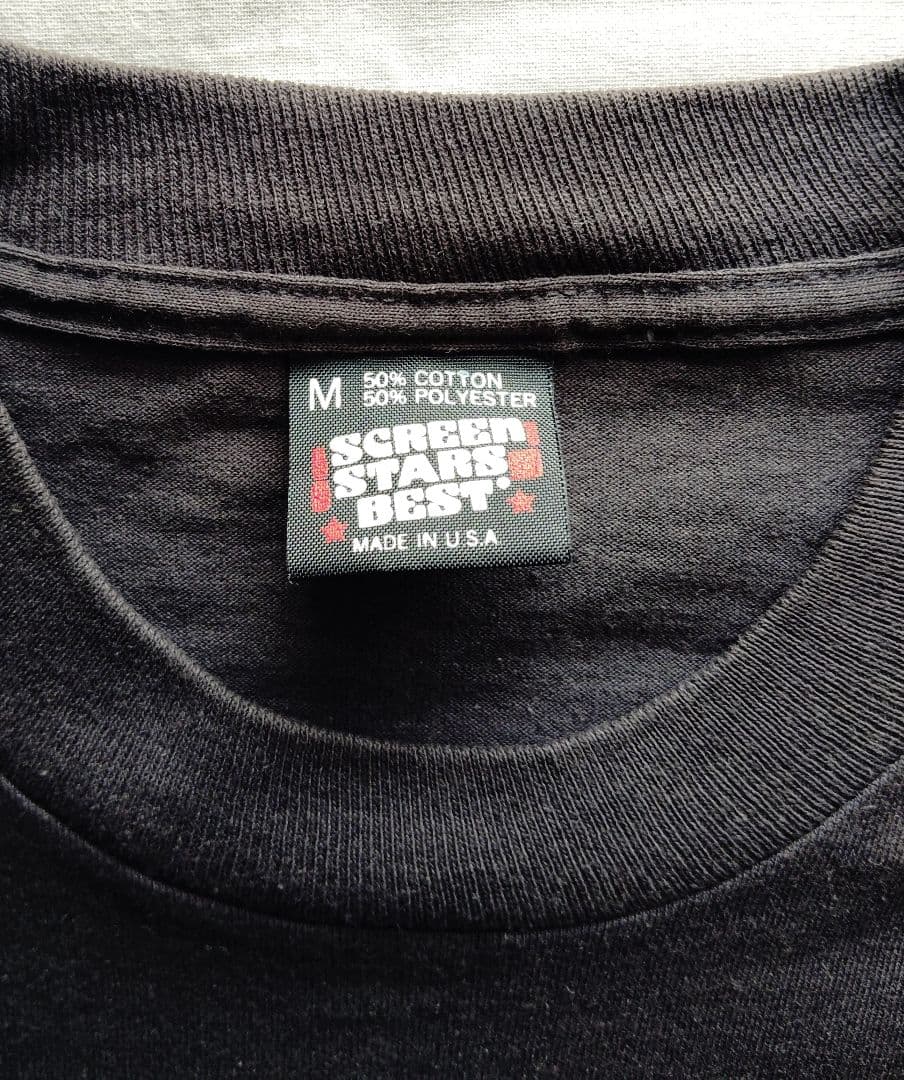 M 50% COTTON
50% POLYESTER
SCREEn
STARS
BEST
MADE IN U.S.A